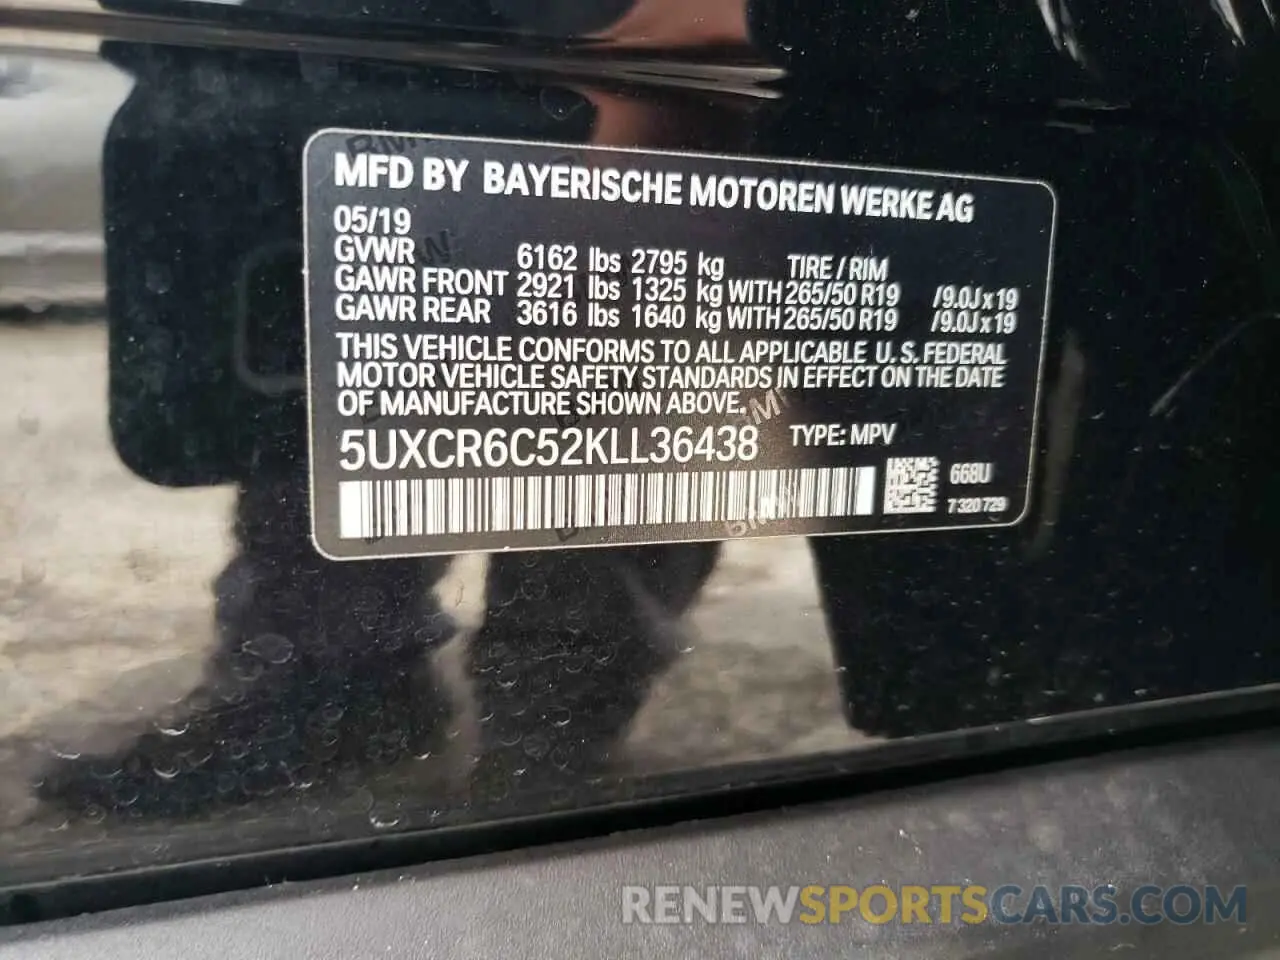 MFD BY BAYERISCHE MOTOREN WERKE AG
05/19
GVWR 6162 lbs 2795 kg TIRE / RIM
GAWR FRONT 2921 lbs 1325 kg WITH 265/50 R19 /9.0J x 19
GAWR REAR 3616 lbs 1640 kg WITH 265/50 R19 /9.0J x 19
THIS VEHICLE CONFORMS TO ALL APPLICABLE U.S. FEDERAL
MOTOR VEHICLE SAFETY STANDARDS IN EFFECT ON THE DATE
OF MANUFACTURE SHOWN ABOVE.
5UXCR6C52KLL36438 TYPE: MPV
668U
7 320 729
RENEWSPORTSCARS.COM